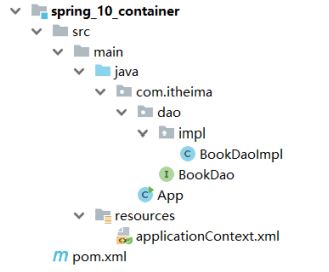 spring_10_container
src
main
java
com.itheima
dao
impl
BookDaoImpl
BookDao
App
resources
applicationContext.xml
pom.xml